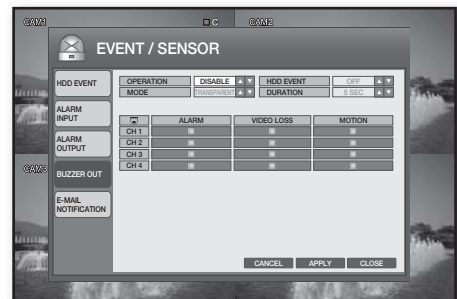 CAM1 C CAM2
EVENT / SENSOR
HDD EVENT
ALARM INPUT
ALARM OUTPUT
BUZZER OUT
E-MAIL NOTIFICATION
OPERATION DISABLE HDD EVENT OFF
MODE TRANSPARENT DURATION 5 SEC
ALARM VIDEO LOSS MOTION
CH 1
CH 2
CH 3
CH 4
CAM3
CANCEL APPLY CLOSE